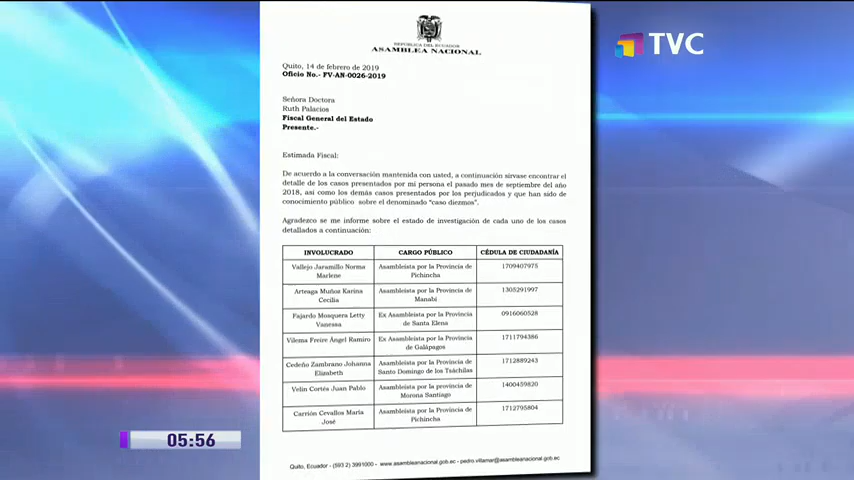 REPÚBLICA DEL ECUADOR
ASAMBLEA NACIONAL
TVC
Quito, 14 de febrero de 2019
Oficio No.- FV-AN-0026-2019
Señora Doctora
Ruth Palacios
Fiscal General del Estado
Presente.-
Estimada Fiscal:
De acuerdo a la conversación mantenida con usted, a continuación sírvase encontrar el
detalle de los casos presentados por mi persona el pasado mes de septiembre del año
2018, así como los demás casos presentados por los perjudicados y que han sido de
conocimiento público sobre el denominado "caso diezmos".
Agradezco se me informe sobre el estado de investigación de cada uno de los casos
detallados a continuación:
INVOLUCRADO CARGO PÚBLICO CÉDULA DE CIUDADANÍA
Vallejo Jaramillo Norma Asambleista por la Provincia de 1709407975
Marlene Pichincha
Arteaga Muñoz Karina Asambleista por la Provincia de 1305291997
Cecilia Manabí
Fajardo Mosquera Letty Ex Asambleista por la Provincia 0916060528
Vanessa de Santa Elena
Vilema Freire Ángel Ramiro Ex Asambleista por la Provincia 1711794386
de Galápagos
Cedeño Zambrano Johanna Asambleista por la Provincia de 1712889243
Elizabeth Santo Domingo de los Tsáchilas
Velin Cortés Juan Pablo Asambleista por la provincia de 1400459820
Morona Santiago
Carrión Cevallos María Asambleista por la Provincia de 1712795804
José Pichincha
Quito, Ecuador - (593 2) 3991000 - www.asambleanacional.gob.ec - pedro.villamar@asambleanacional.gob.ec
05:56